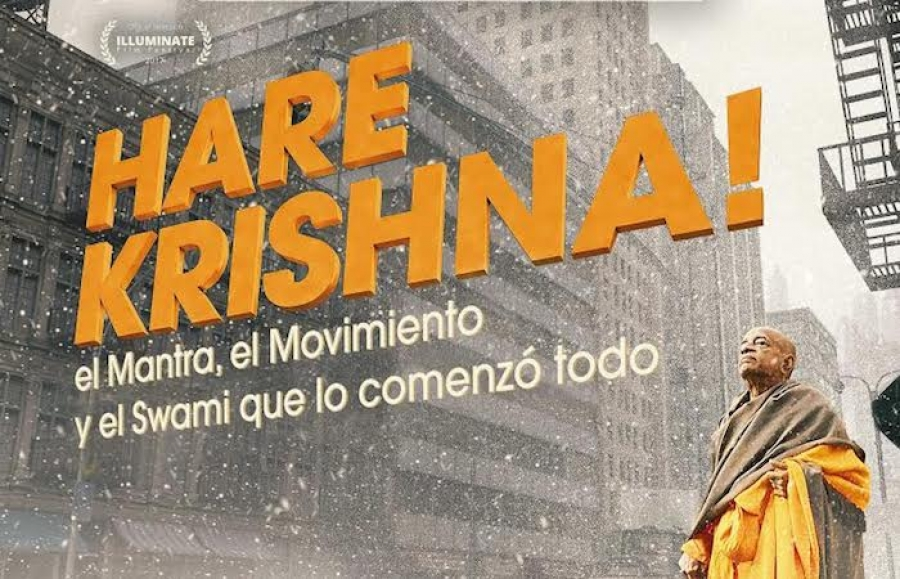 ILLUMINATE
HARE
KRISHNA!
el Mantra, el Movimiento
y el Swami que lo comenzó todo